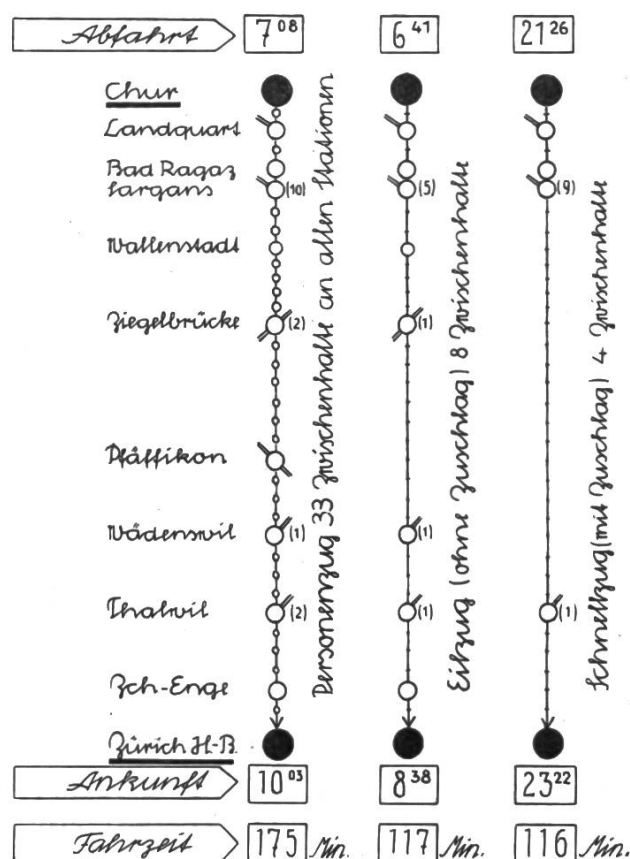 Abfahrt 7 08 6 41 21 26
Chur
Landquart
Bad Ragaz
Sargans (10) (5) (9)
Wallenstadt
Ziegelbrücke (2) (1)
Pfäffikon
Wädenswil (1) (1)
Thalwil (2) (1) (1)
Zch-Enge
Zürich H-B.
Personenzug 33 Zwischenhalte an allen Stationen
Eilzug (ohne Zuschlag) 8 Zwischenhalte
Schnellzug (mit Zuschlag) 4 Zwischenhalte
Ankunft 10 03 8 38 23 22
Fahrzeit 175 Min. 117 Min. 116 Min.